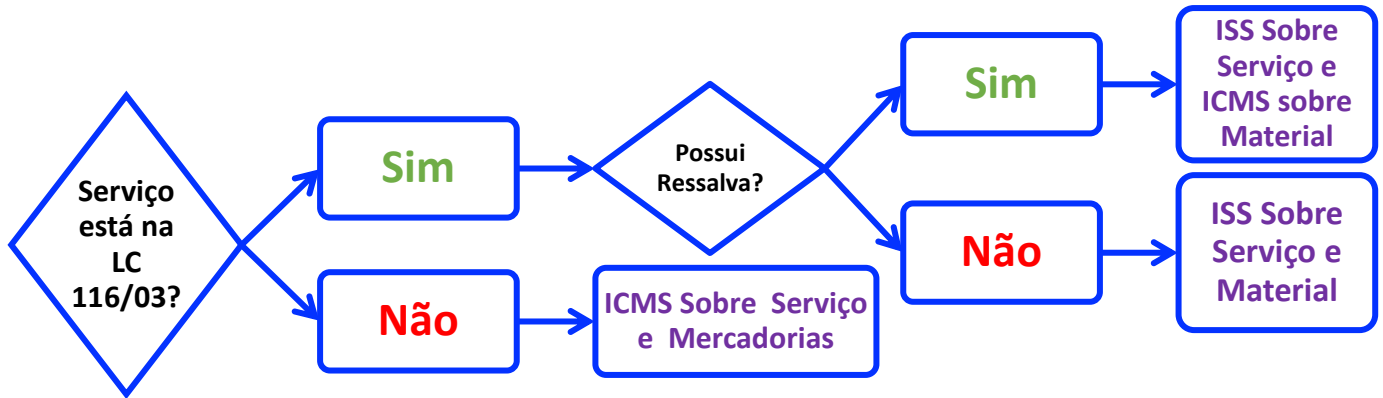 Serviço
está na
LC
116/03?
Sim
Não
ICMS Sobre Serviço
e Mercadorias
Possui
Ressalva?
Sim
Não
ISS Sobre
Serviço e
ICMS sobre
Material
ISS Sobre
Serviço e
Material